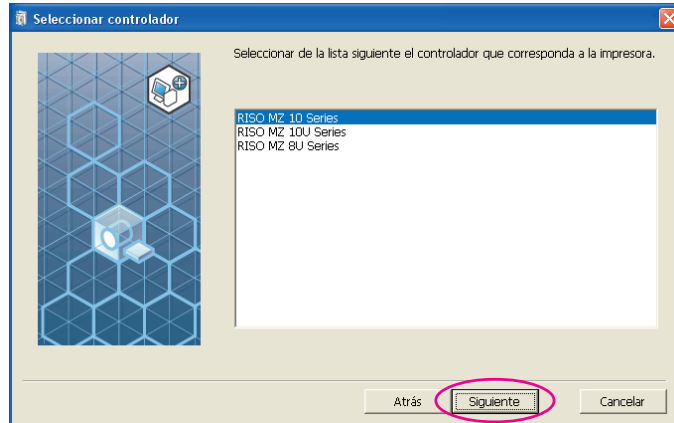 Seleccionar controlador
Seleccionar de la lista siguiente el controlador que corresponda a la impresora.
RISO MZ 10 Series
RISO MZ 10U Series
RISO MZ 8U Series
Atrás
Siguiente
Cancelar